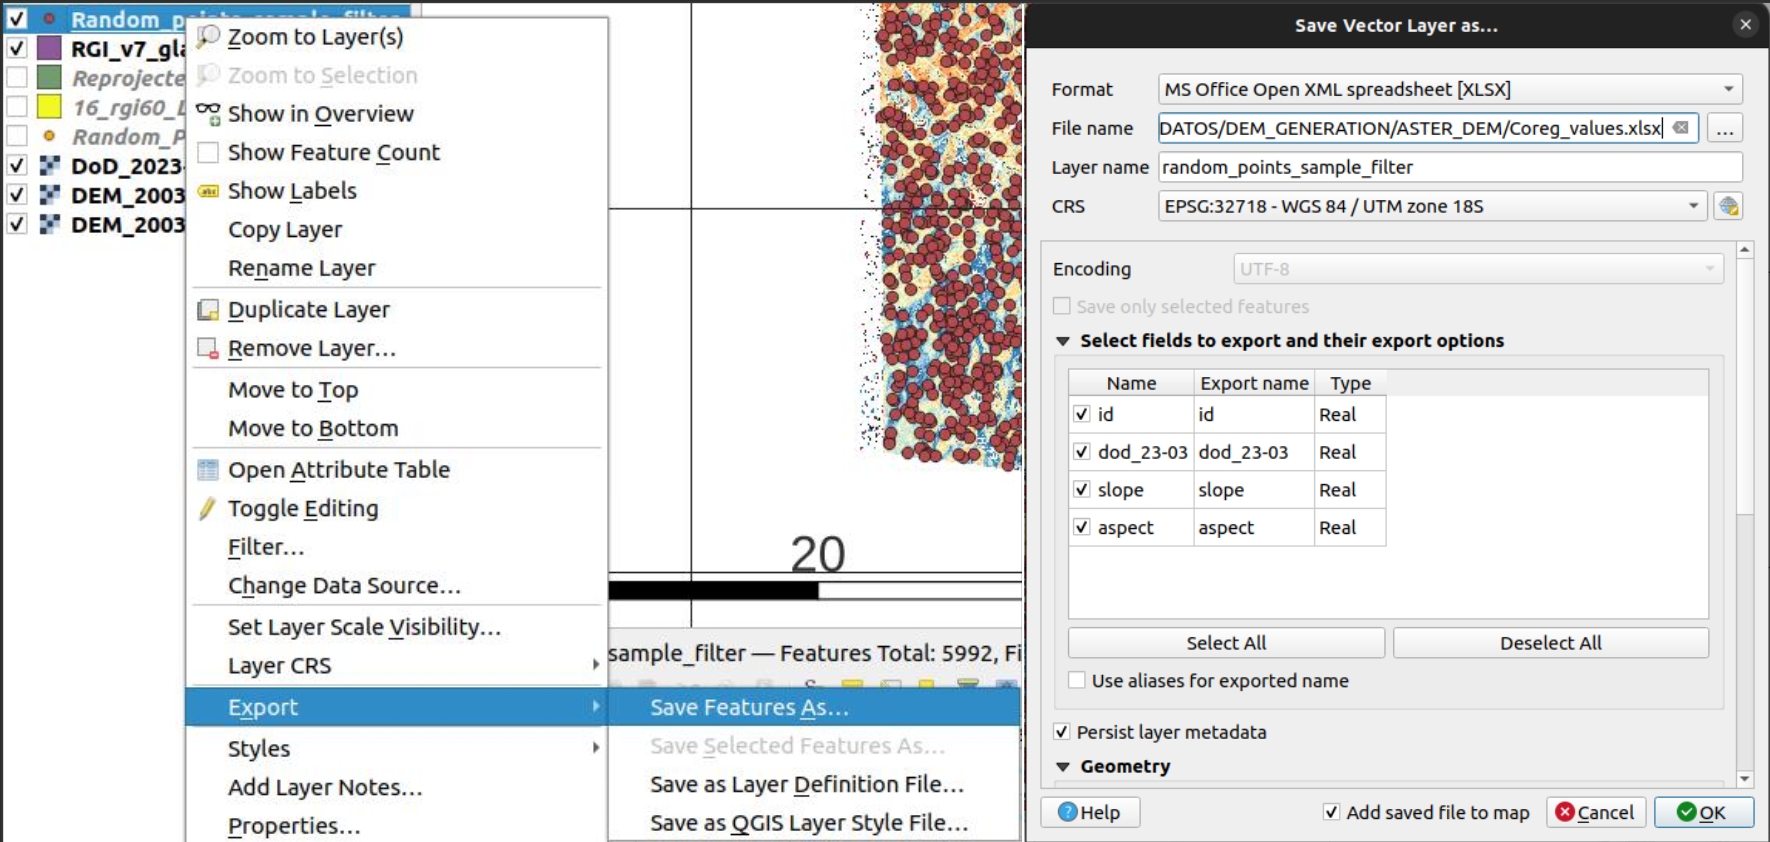 Random_points_sample_filter
RGI_v7_gla
Reprojecte
16_rgi60_L
Random_P
DoD_2023-
DEM_2003
DEM_2003
Zoom to Layer(s)
Zoom to Selection
Show in Overview
Show Feature Count
abc Show Labels
Copy Layer
Rename Layer
Duplicate Layer
Remove Layer...
Move to Top
Move to Bottom
Open Attribute Table
Toggle Editing
Filter...
Change Data Source...
Set Layer Scale Visibility...
Layer CRS
Export
Styles
Add Layer Notes...
Properties...
Save Features As...
Save Selected Features As...
Save as Layer Definition File...
Save as QGIS Layer Style File...
20
sample_filter — Features Total: 5992, Fi
Save Vector Layer as...
Format MS Office Open XML spreadsheet [XLSX]
File name DATOS/DEM_GENERATION/ASTER_DEM/Coreg_values.xlsx ...
Layer name random_points_sample_filter
CRS EPSG:32718 - WGS 84 / UTM zone 18S
Encoding UTF-8
Save only selected features
Select fields to export and their export options
Name Export name Type
id id Real
dod_23-03 dod_23-03 Real
slope slope Real
aspect aspect Real
Select All Deselect All
Use aliases for exported name
Persist layer metadata
Geometry
Help Add saved file to map Cancel OK